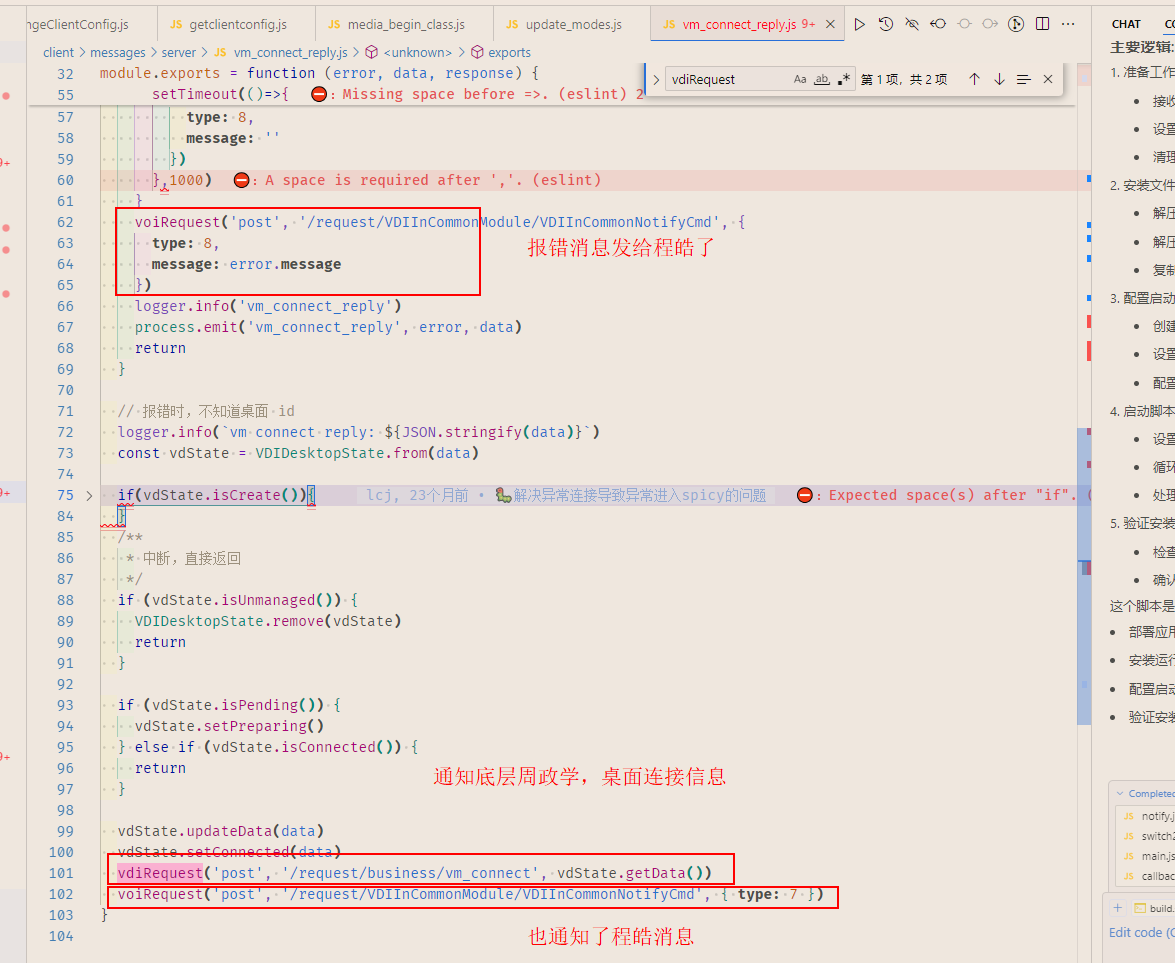 ngeClientConfig.js
JS getclientconfig.js
JS media_begin_class.js
JS update_modes.js
JS vm_connect_reply.js 9+
client > messages > server > JS vm_connect_reply.js > <unknown> > exports
vdiRequest Aa ab .* 第 1 项，共 2 项
32 module.exports = function (error, data, response) {
55 setTimeout(()=>{ : Missing space before =>. (eslint) 2
57 type: 8,
58 message: ''
59 })
60 },1000) : A space is required after ','. (eslint)
61 }
62 voiRequest('post', '/request/VDIInCommonModule/VDIInCommonNotifyCmd', {
63 type: 8,
报错消息发给程皓了
64 message: error.message
65 })
66 logger.info('vm_connect_reply')
67 process.emit('vm_connect_reply', error, data)
68 return
69 }
70
71 // 报错时，不知道桌面 id
72 logger.info(`vm connect reply: ${JSON.stringify(data)}`)
73 const vdState = VDIDesktopState.from(data)
74
75 if(vdState.isCreate()){ lcj, 23个月前 • 🐛解决异常连接导致异常进入spicy的问题 : Expected space(s) after "if". (
84 }
85 /**
86 * 中断，直接返回
87 */
88 if (vdState.isUnmanaged()) {
89 VDIDesktopState.remove(vdState)
90 return
91 }
92
93 if (vdState.isPending()) {
94 vdState.setPreparing()
95 } else if (vdState.isConnected()) {
96 return
通知底层周政学，桌面连接信息
97 }
98
99 vdState.updateData(data)
100 vdState.setConnected(data)
101 vdiRequest('post', '/request/business/vm_connect', vdState.getData())
102 voiRequest('post', '/request/VDIInCommonModule/VDIInCommonNotifyCmd', { type: 7 })
103 }
104
也通知了程皓消息
9+
9+
9+
CHAT CO
主要逻辑:
1. 准备工作
接收
设置
清理
2. 安装文件
解压
解压
复制
3. 配置启动
创建
设置
配置
4. 启动脚本
设置
循环
处理
5. 验证安装
检查
确认
这个脚本是
部署应用
安装运行
配置启动
验证安装
Completed
JS notify.j
JS switch2
JS main.js
JS callbac
+ build.
Edit code (C